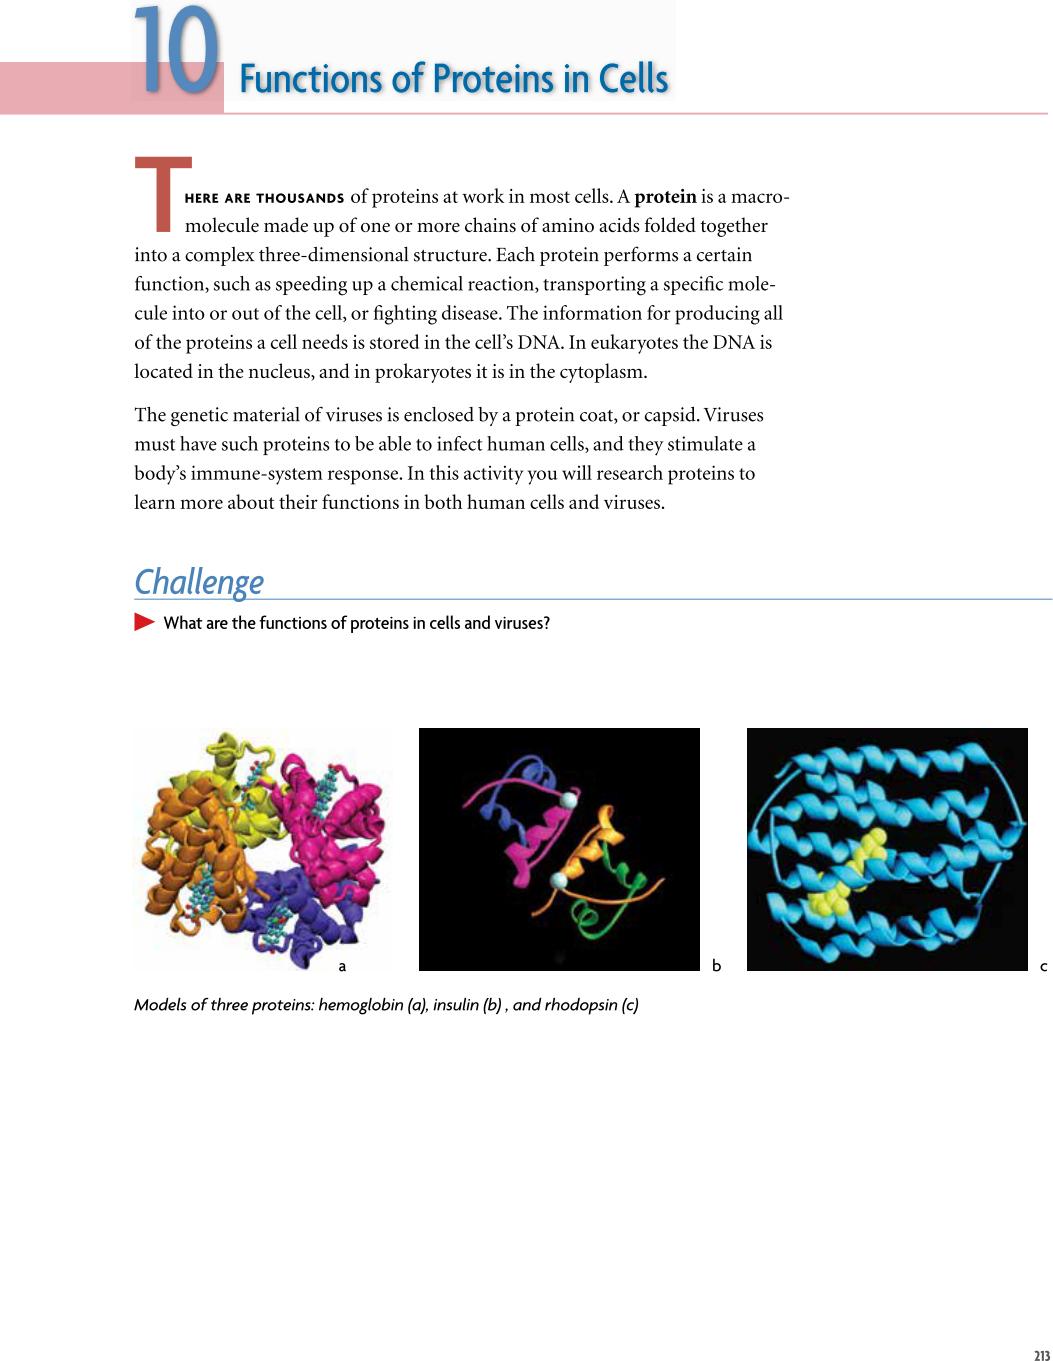 10
Functions of Proteins in Cells
THERE ARE THOUSANDS of proteins at work in most cells. A protein is a macro-
molecule made up of one or more chains of amino acids folded together
into a complex three-dimensional structure. Each protein performs a certain
function, such as speeding up a chemical reaction, transporting a specific mole-
cule into or out of the cell, or fighting disease. The information for producing all
of the proteins a cell needs is stored in the cell's DNA. In eukaryotes the DNA is
located in the nucleus, and in prokaryotes it is in the cytoplasm.
The genetic material of viruses is enclosed by a protein coat, or capsid. Viruses
must have such proteins to be able to infect human cells, and they stimulate a
body's immune-system response. In this activity you will research proteins to
learn more about their functions in both human cells and viruses.
Challenge
What are the functions of proteins in cells and viruses?
a
b
c
Models of three proteins: hemoglobin (a), insulin (b) , and rhodopsin (c)
213